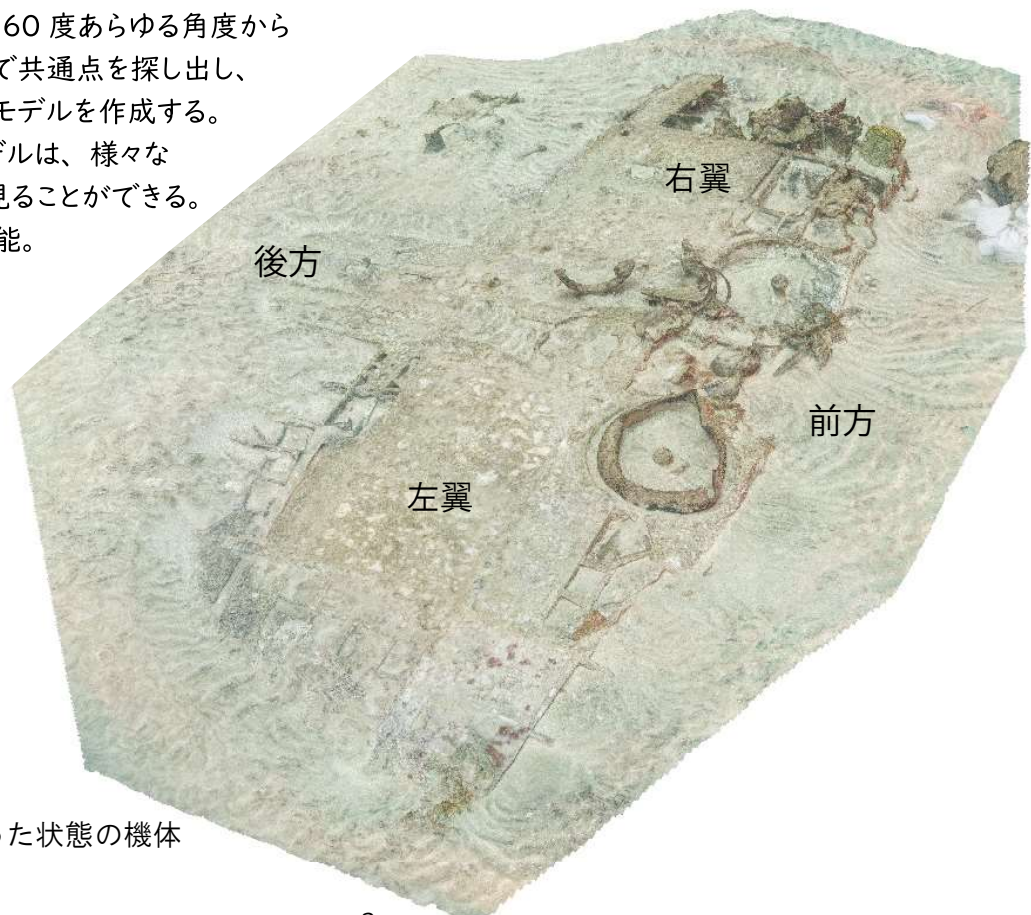 60 度あらゆる角度から
で共通点を探し出し、
モデルを作成する。
デルは、様々な
見ることができる。
能。
右翼
後方
前方
左翼
た状態の機体